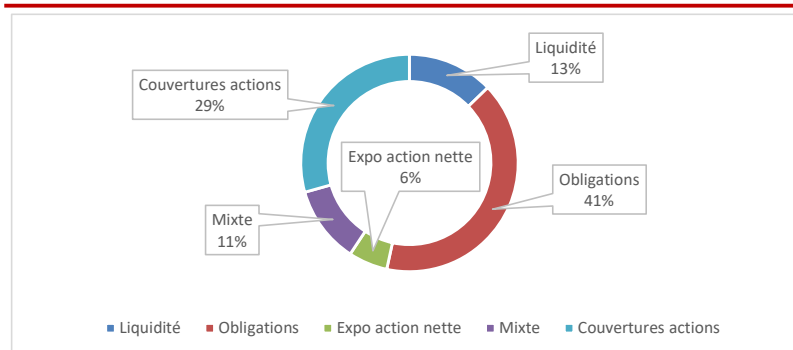 Liquidité
13%
Couvertures actions
29%
Expo action nette
6%
Obligations
41%
Mixte
11%
Liquidité
Obligations
Expo action nette
Mixte
Couvertures actions